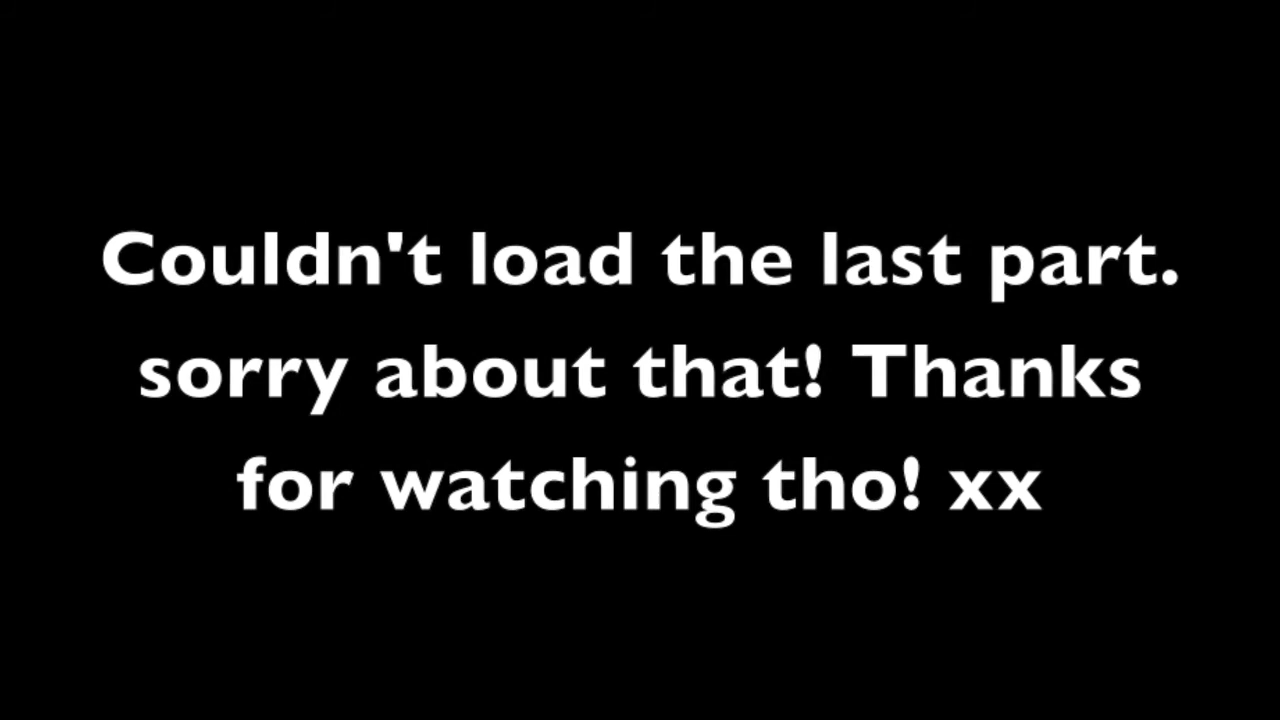 Couldn't load the last part.
sorry about that! Thanks
for watching tho! xx